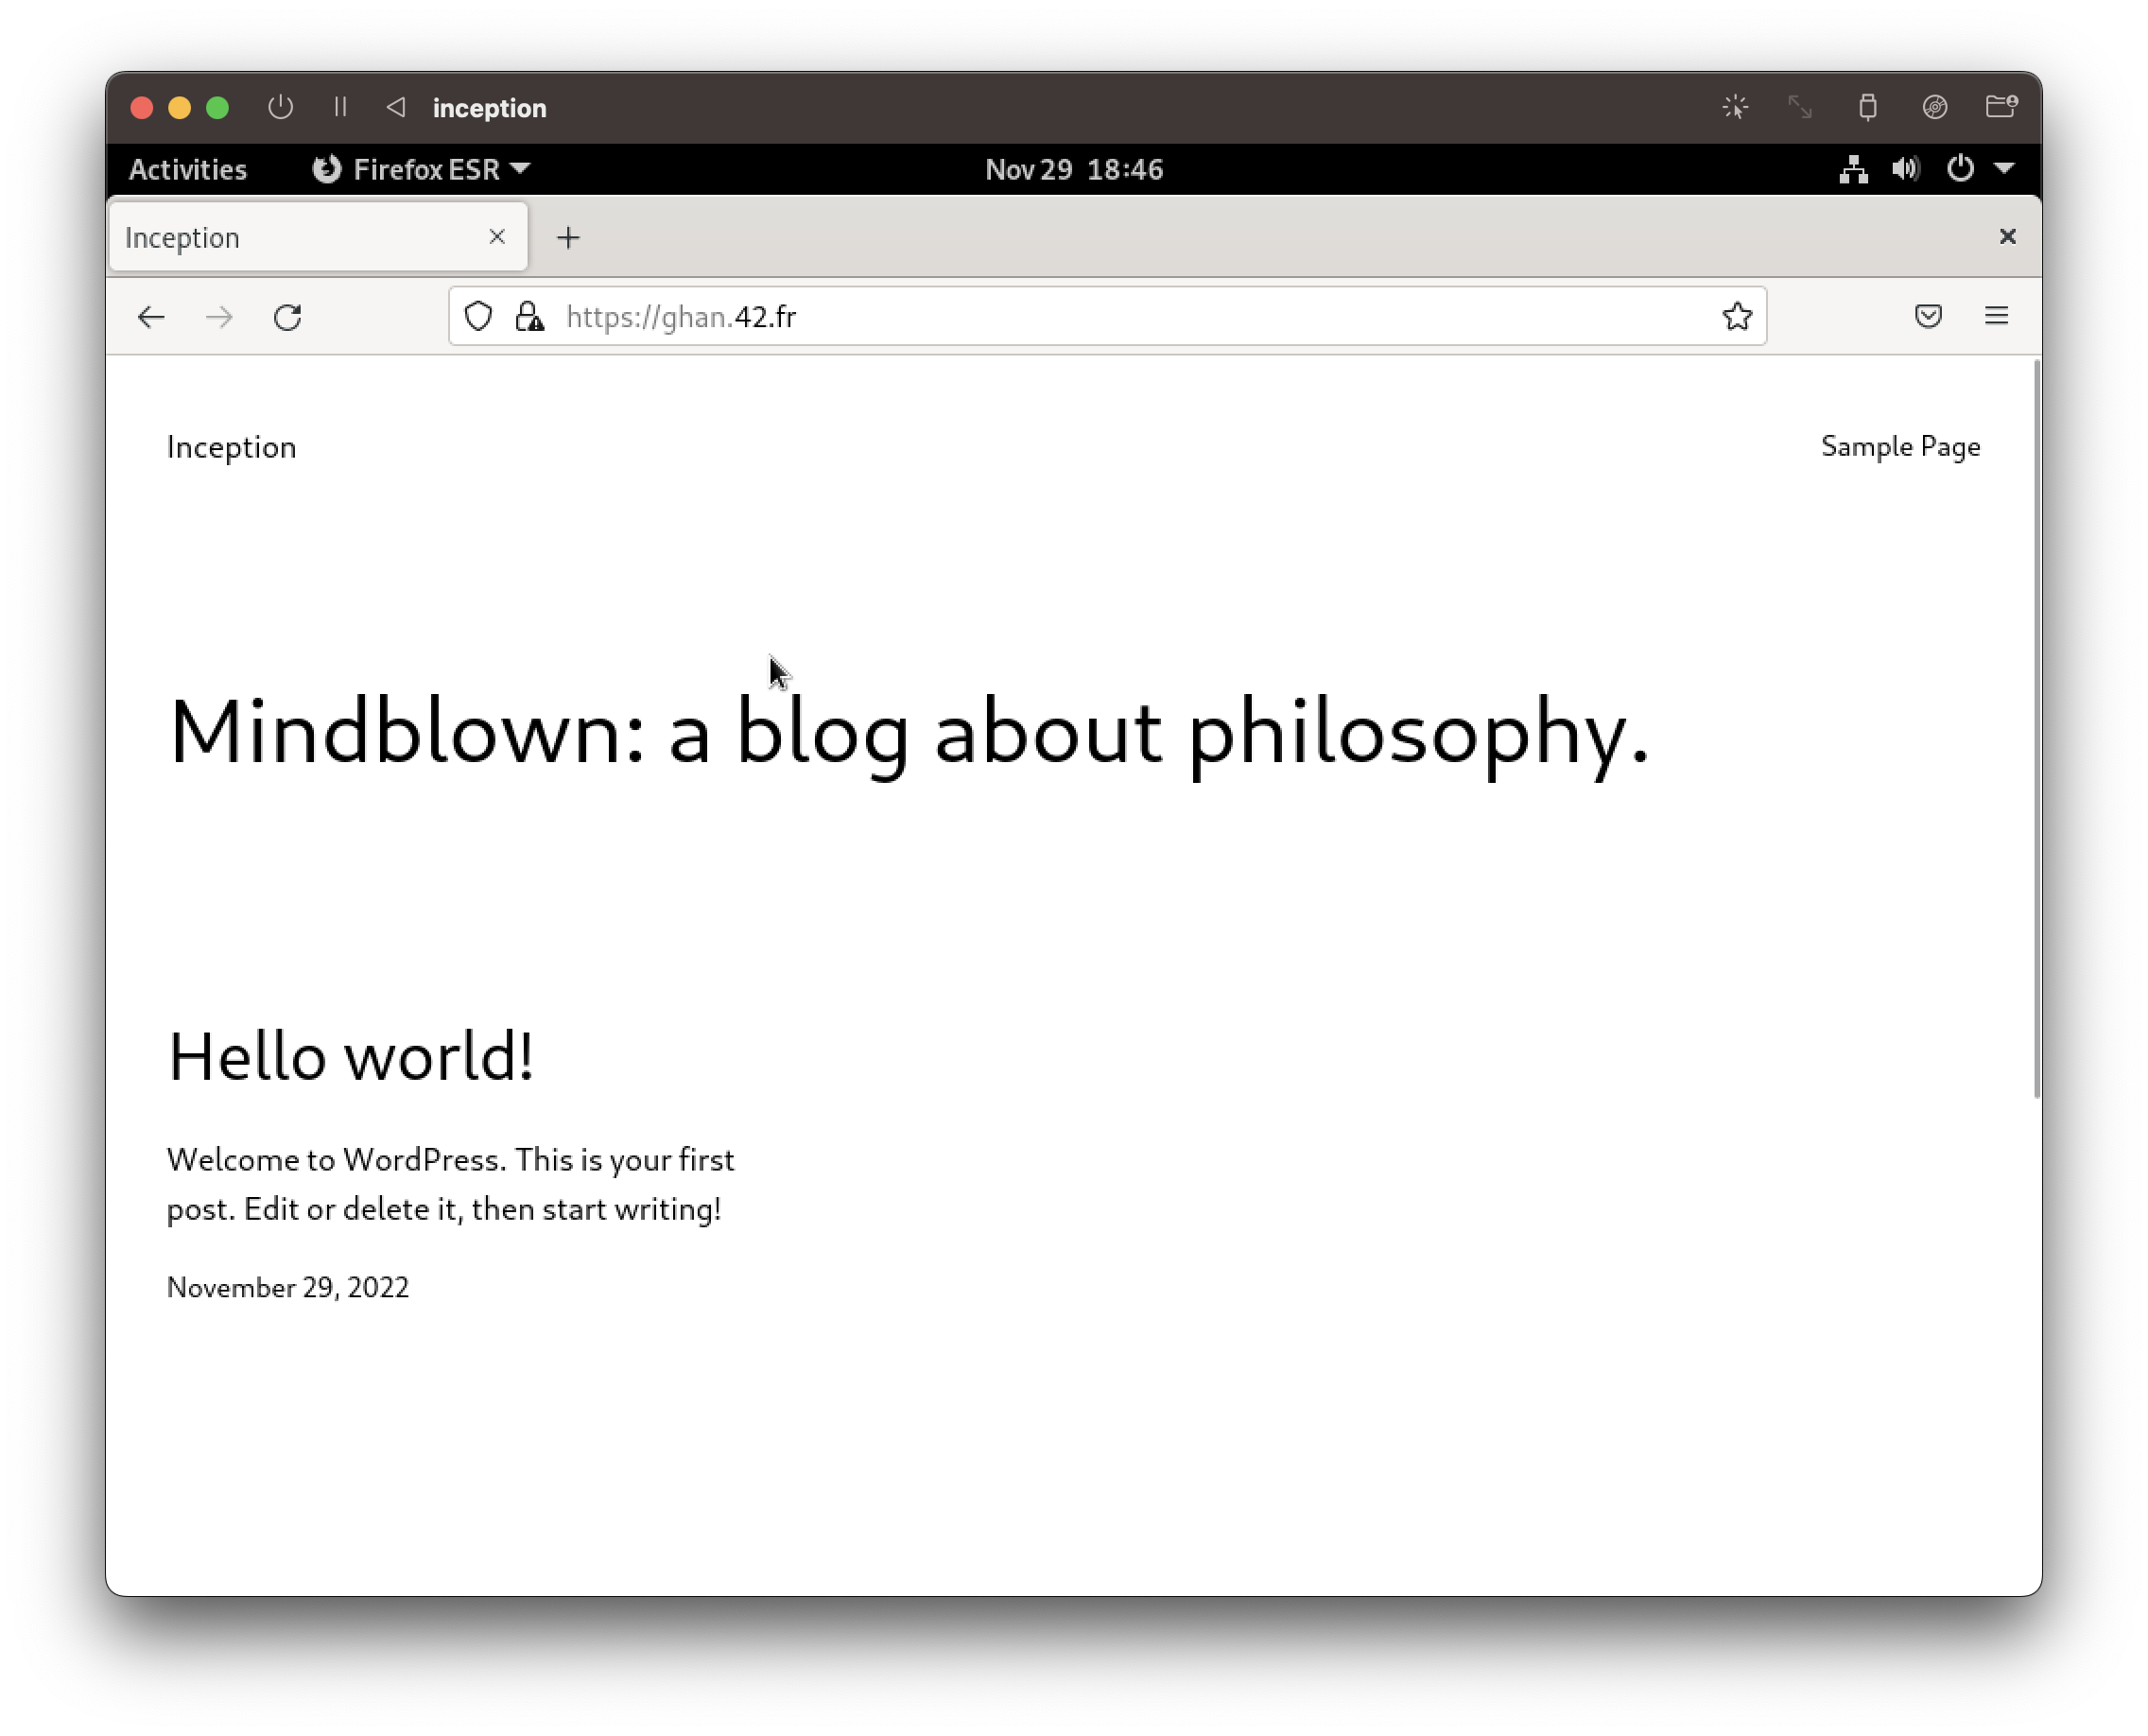 inception
Activities
Firefox ESR
Nov 29 18:46
Inception
https://ghan.42.fr
Inception
Sample Page
Mindblown: a blog about philosophy.
Hello world!
Welcome to WordPress. This is your first
post. Edit or delete it, then start writing!
November 29, 2022